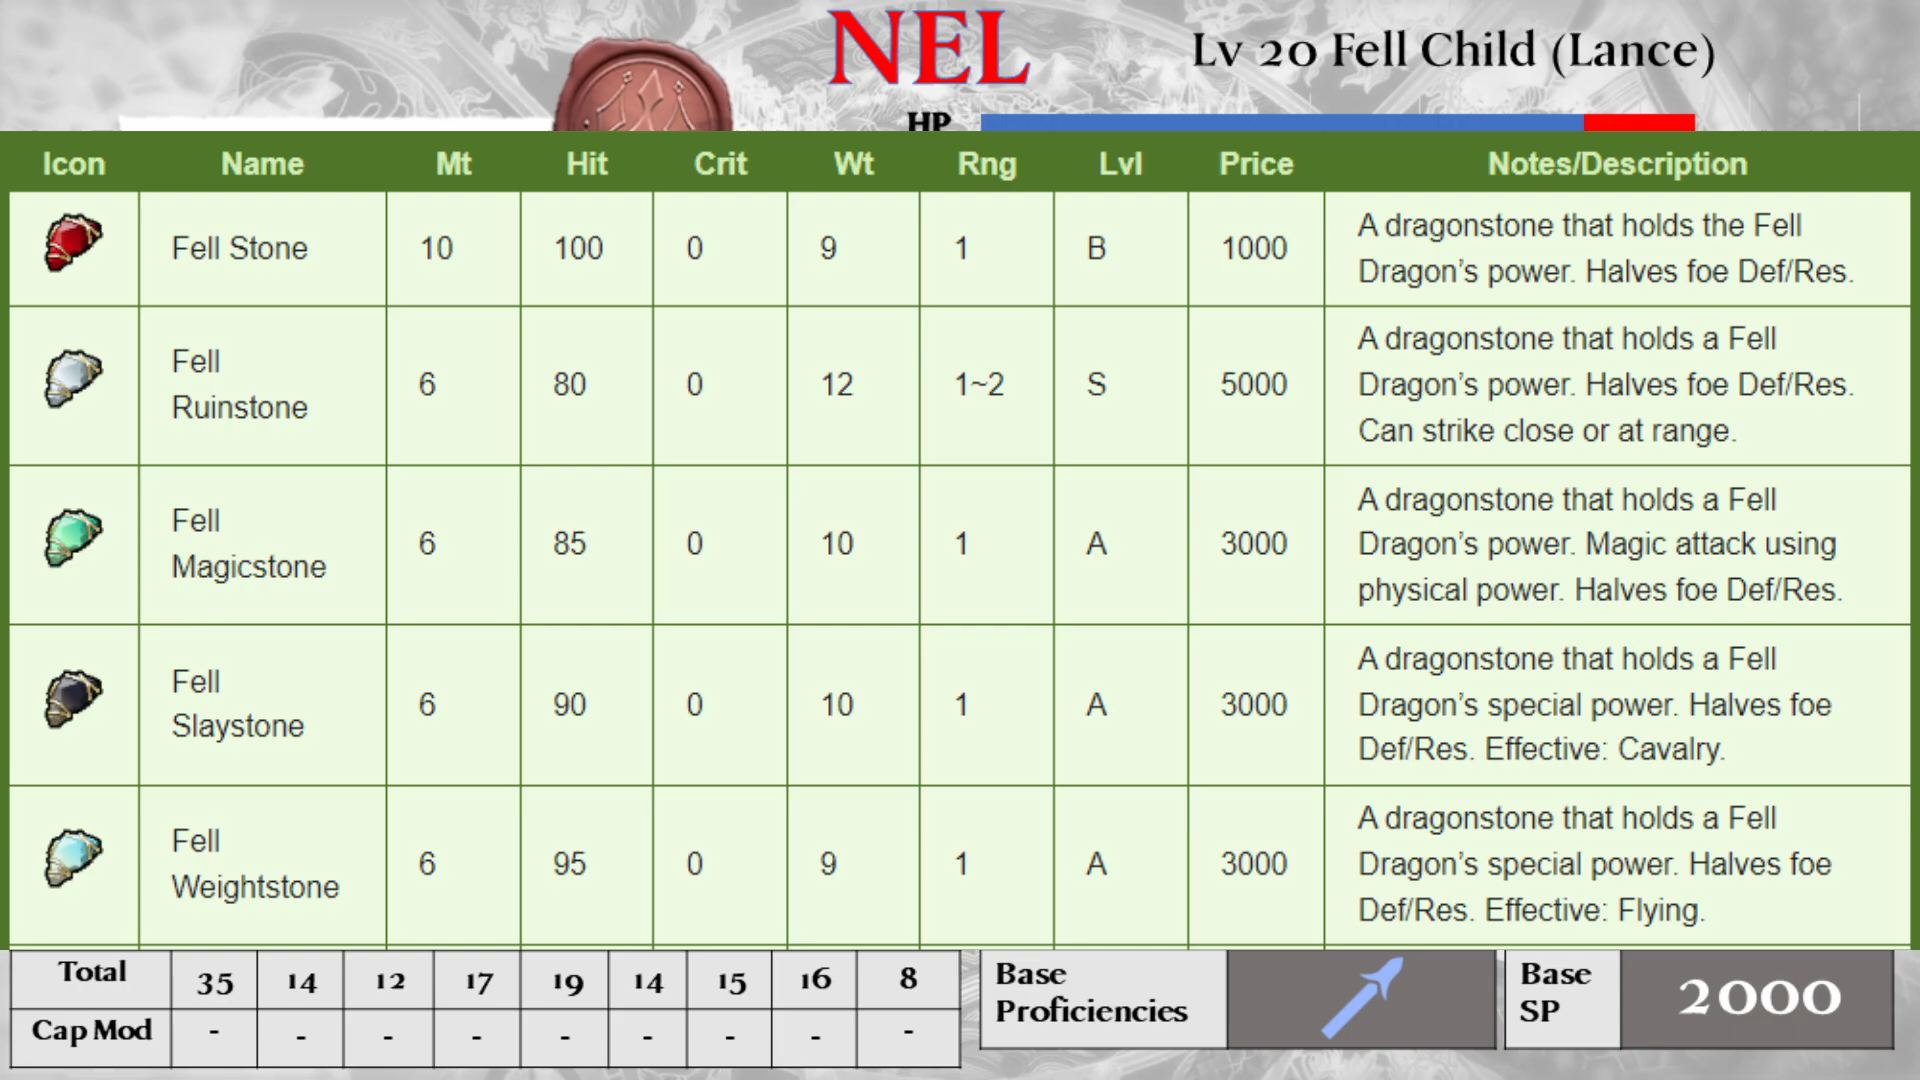 NEL
Lv 20 Fell Child (Lance)
HP
Icon Name Mt Hit Crit Wt Rng Lvl Price Notes/Description
Fell Stone 10 100 0 9 1 B 1000 A dragonstone that holds the Fell
Dragon’s power. Halves foe Def/Res.
Fell
Ruinstone 6 80 0 12 1~2 S 5000 A dragonstone that holds a Fell
Dragon’s power. Halves foe Def/Res.
Can strike close or at range.
Fell
Magicstone 6 85 0 10 1 A 3000 A dragonstone that holds a Fell
Dragon’s power. Magic attack using
physical power. Halves foe Def/Res.
Fell
Slaystone 6 90 0 10 1 A 3000 A dragonstone that holds a Fell
Dragon’s special power. Halves foe
Def/Res. Effective: Cavalry.
Fell
Weightstone 6 95 0 9 1 A 3000 A dragonstone that holds a Fell
Dragon’s special power. Halves foe
Def/Res. Effective: Flying.
Total 35 14 12 17 19 14 15 16 8
Cap Mod - - - - - - - - -
Base
Proficiencies
Base
SP
2000